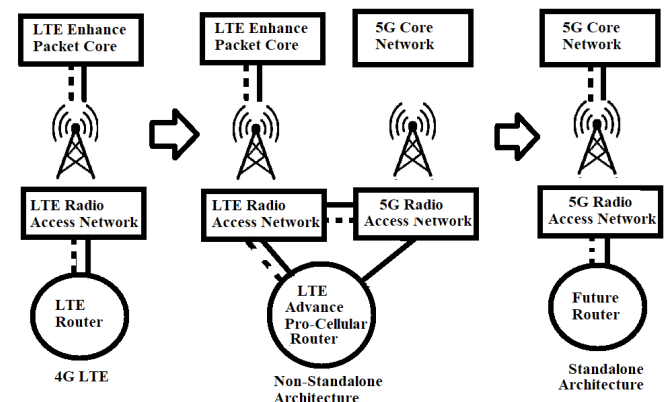 LTE Enhance
Packet Core
LTE Radio
Access Network
LTE
Router
4G LTE
LTE Enhance
Packet Core
5G Core
Network
LTE Radio
Access Network
5G Radio
Access Network
LTE
Advance
Pro-Cellular
Router
Non-Standalone
Architecture
5G Core
Network
5G Radio
Access Network
Future
Router
Standalone
Architecture